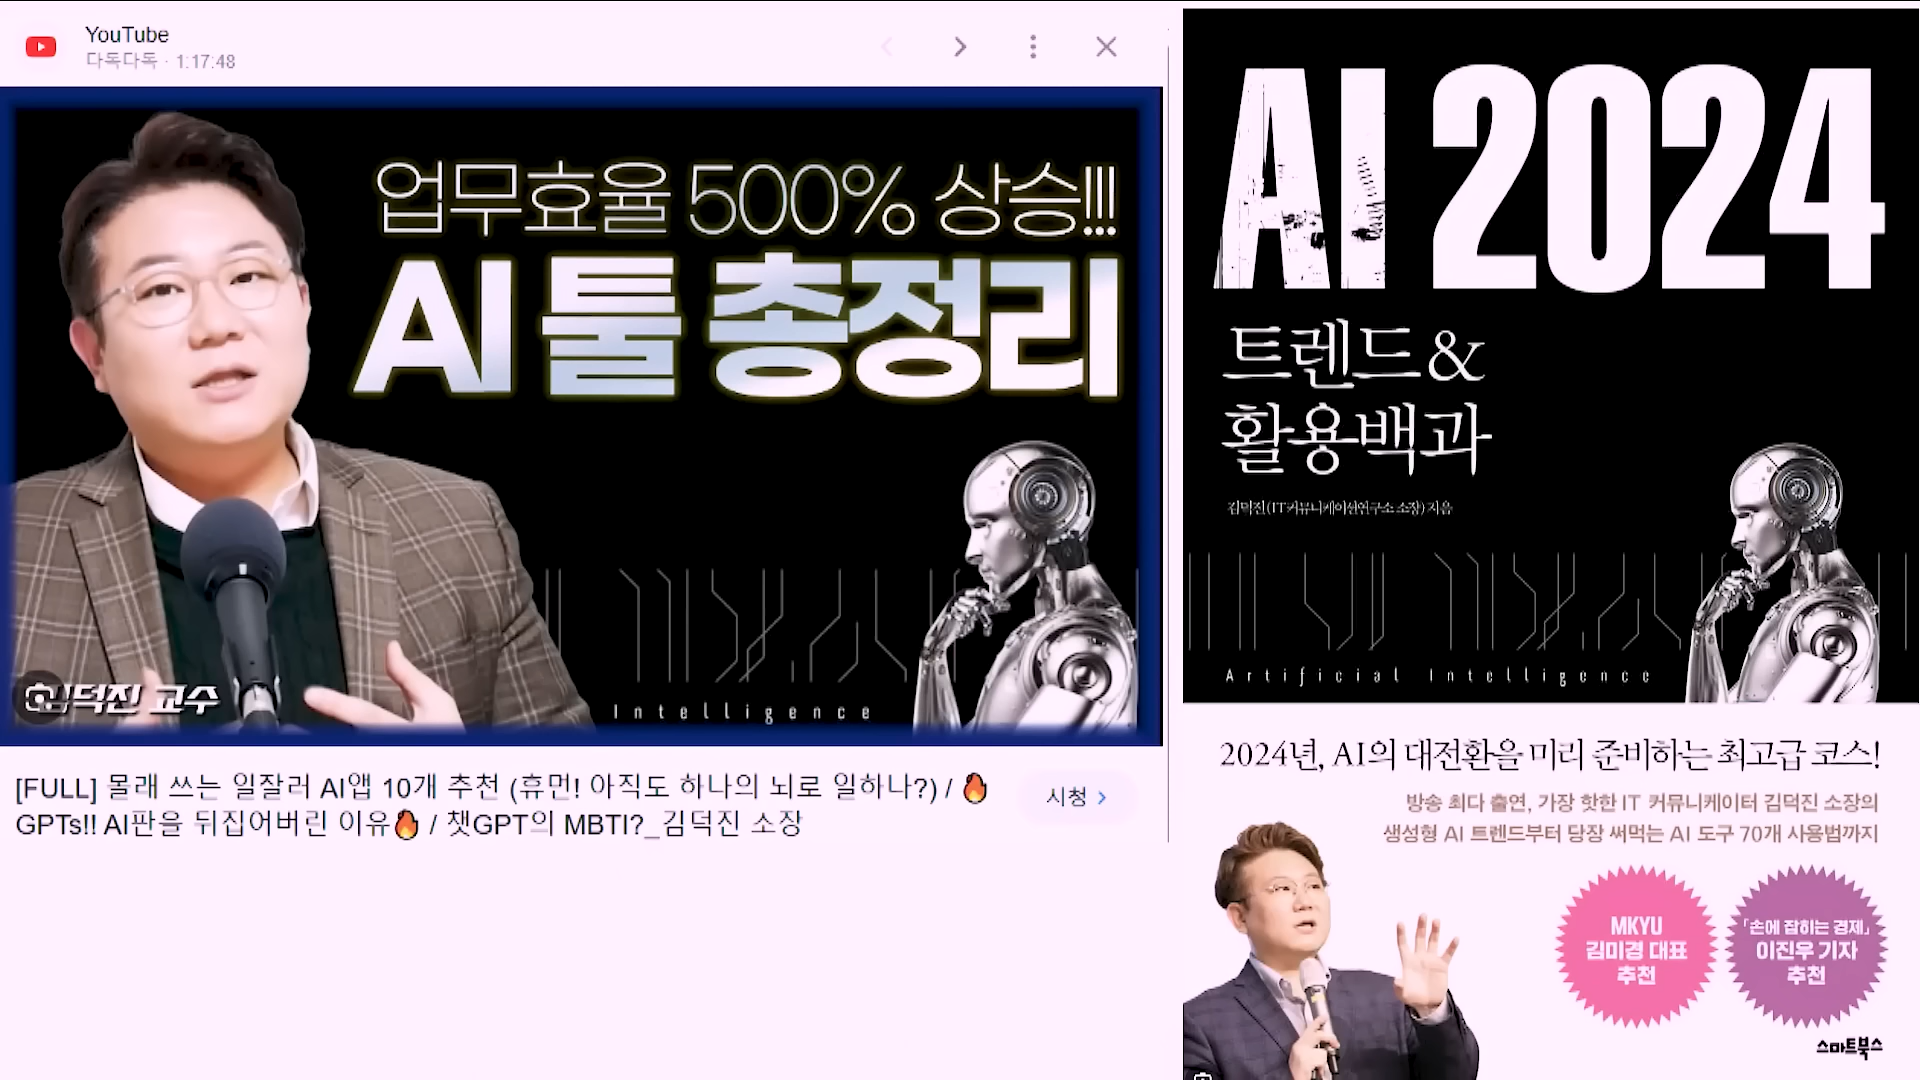 YouTube
다독다독 · 1:17:48
업무효율 500% 상승!!!
AI 툴 총정리
김덕진 교수
Intelligence
[FULL] 몰래 쓰는 일잘러 AI앱 10개 추천 (휴먼! 아직도 하나의 뇌로 일하나?) / 🔥
GPTs!! AI판을 뒤집어버린 이유🔥 / 챗GPT의 MBTI?_김덕진 소장
시청 >
AI 2024
트렌드 &
활용백과
김덕진(IT커뮤니케이션연구소 소장) 지음
Artificial Intelligence
2024년, AI의 대전환을 미리 준비하는 최고급 코스!
방송 최다 출연, 가장 핫한 IT 커뮤니케이터 김덕진 소장의
생성형 AI 트렌드부터 당장 써먹는 AI 도구 70개 사용법까지
MKYU
김미경 대표
추천
「손에 잡히는 경제」
이진우 기자
추천
스마트북스